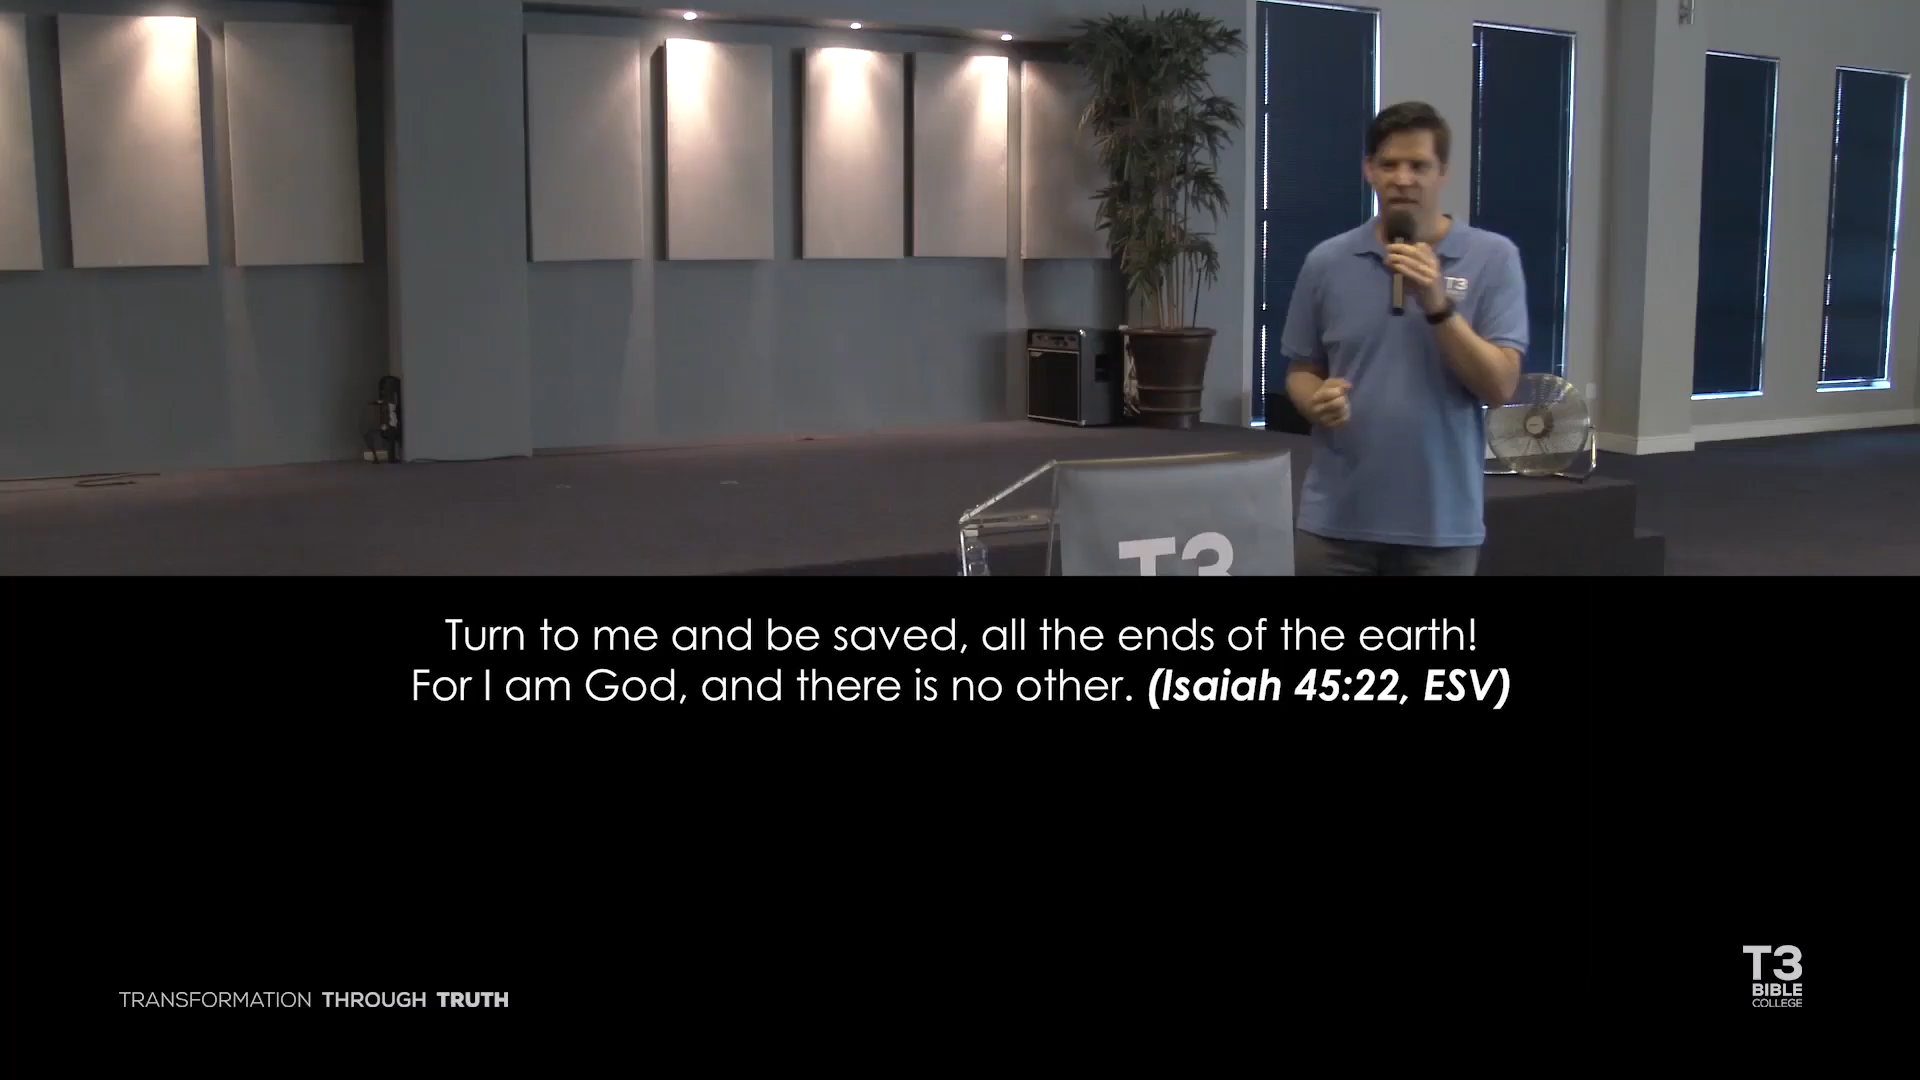 T3
T3
Turn to me and be saved, all the ends of the earth!
For I am God, and there is no other. (Isaiah 45:22, ESV)
TRANSFORMATION THROUGH TRUTH
T3
BIBLE
COLLEGE